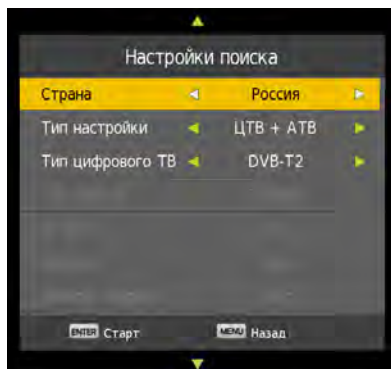 Настройки поиска
Страна Россия
Тип настройки ЦТВ + АТВ
Тип цифрового ТВ DVB-T2
ENTER Старт MENU Назад